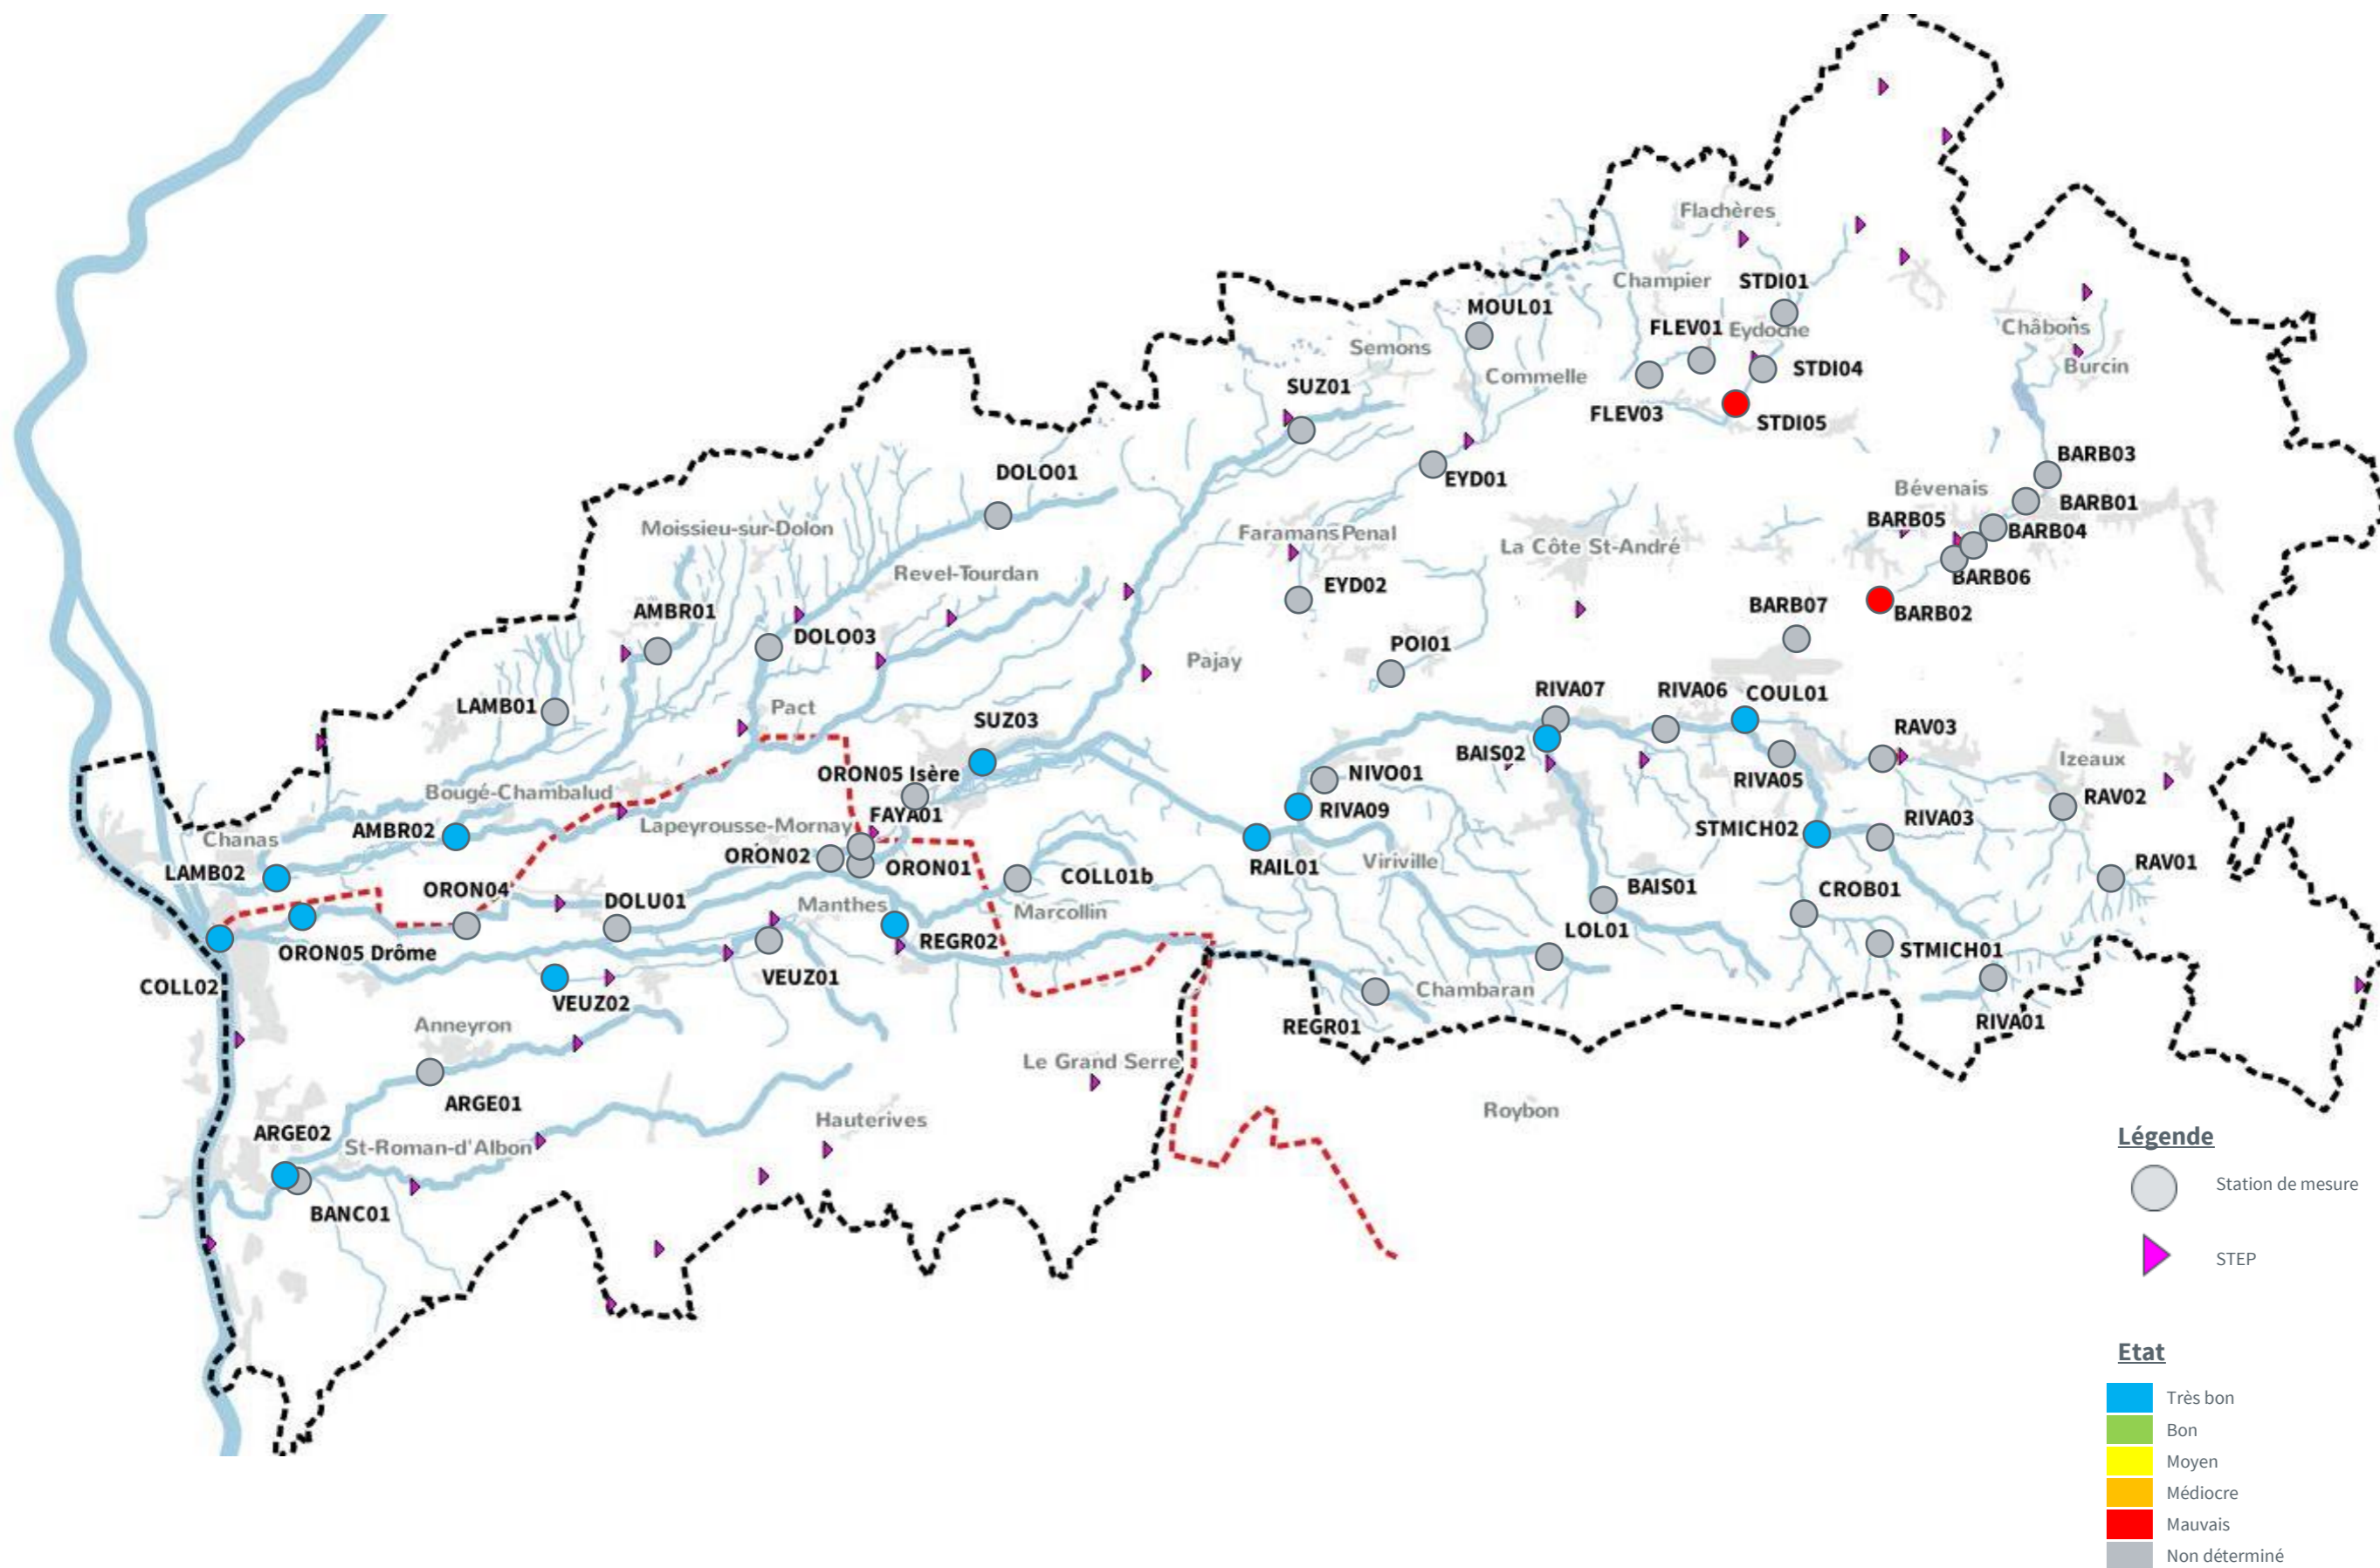 Flachères
Champier
STDI01
MOUL01
FLEV01
Eydoche
Châbons
Semons
Burcin
Commelle
STDI04
SUZ01
FLEV03
STDI05
BARB03
DOLO01
EYD01
Bévenais
BARB01
Moissieu-sur-Dolon
Faramans
Penal
La Côte St-André
BARB05
BARB04
Revel-Tourdan
EYD02
BARB06
AMBR01
BARB07
BARB02
DOLO03
POI01
Pajay
LAMB01
Pact
SUZ03
RIVA07
RIVA06
COUL01
RAV03
BAIS02
Izeaux
ORON05 Isère
NIVO01
RIVA05
Bougé-Chambalud
RAV02
FAYA01
RIVA09
RIVA03
Chanas
AMBR02
Lapeyrousse-Mornay
STMICH02
ORON02
ORON01
RAIL01
Viriville
RAV01
LAMB02
ORON04
COLL01b
BAIS01
CROB01
DOLU01
Manthes
Marcollin
LOL01
REGR02
STMICH01
ORON05 Drôme
VEUZ01
COLL02
VEUZ02
Chambaran
Anneyron
REGR01
RIVA01
Le Grand Serre
ARGE01
Hauterives
Roybon
ARGE02
St-Roman-d'Albon
BANC01
Légende
Station de mesure
STEP
Etat
Très bon
Bon
Moyen
Médiocre
Mauvais
Non déterminé